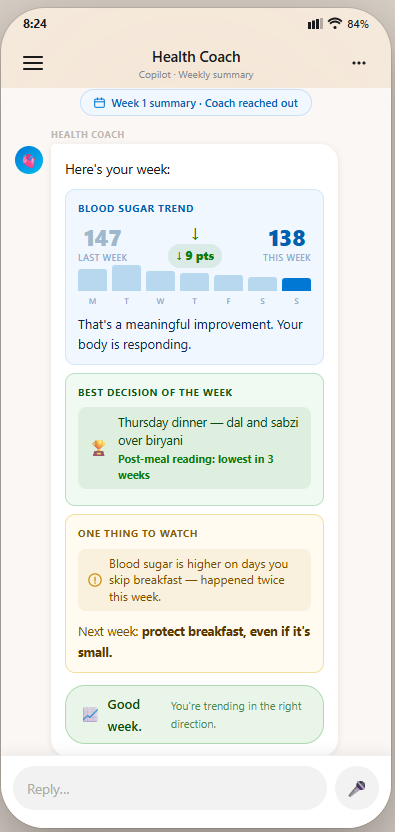 8:24
84%
Health Coach
Copilot · Weekly summary
Week 1 summary · Coach reached out
HEALTH COACH
Here's your week:
BLOOD SUGAR TREND
147
LAST WEEK
↓
↓ 9 pts
138
THIS WEEK
M T W T F S S
That's a meaningful improvement. Your
body is responding.
BEST DECISION OF THE WEEK
Thursday dinner — dal and sabzi
over biryani
Post-meal reading: lowest in 3
weeks
ONE THING TO WATCH
Blood sugar is higher on days you
skip breakfast — happened twice
this week.
Next week: protect breakfast, even if it's
small.
Good
week.
You're trending in the right
direction.
Reply...